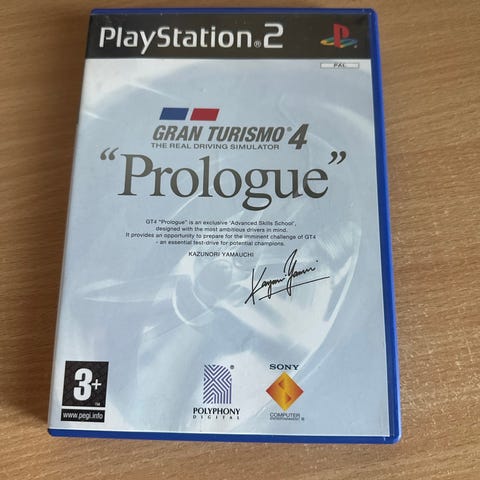 PlayStation®2
PAL
GRAN TURISMO®4
THE REAL DRIVING SIMULATOR
“Prologue”
GT4 “Prologue” is an exclusive ‘Advanced Skills School’,
designed with the most ambitious drivers in mind.
It provides an opportunity to prepare for the imminent challenge of GT4
- an essential test-drive for potential champions.
KAZUNORI YAMAUCHI
Kazunori Yamauchi
3+
www.pegi.info
POLYPHONY
DIGITAL
SONY
COMPUTER
ENTERTAINMENT®